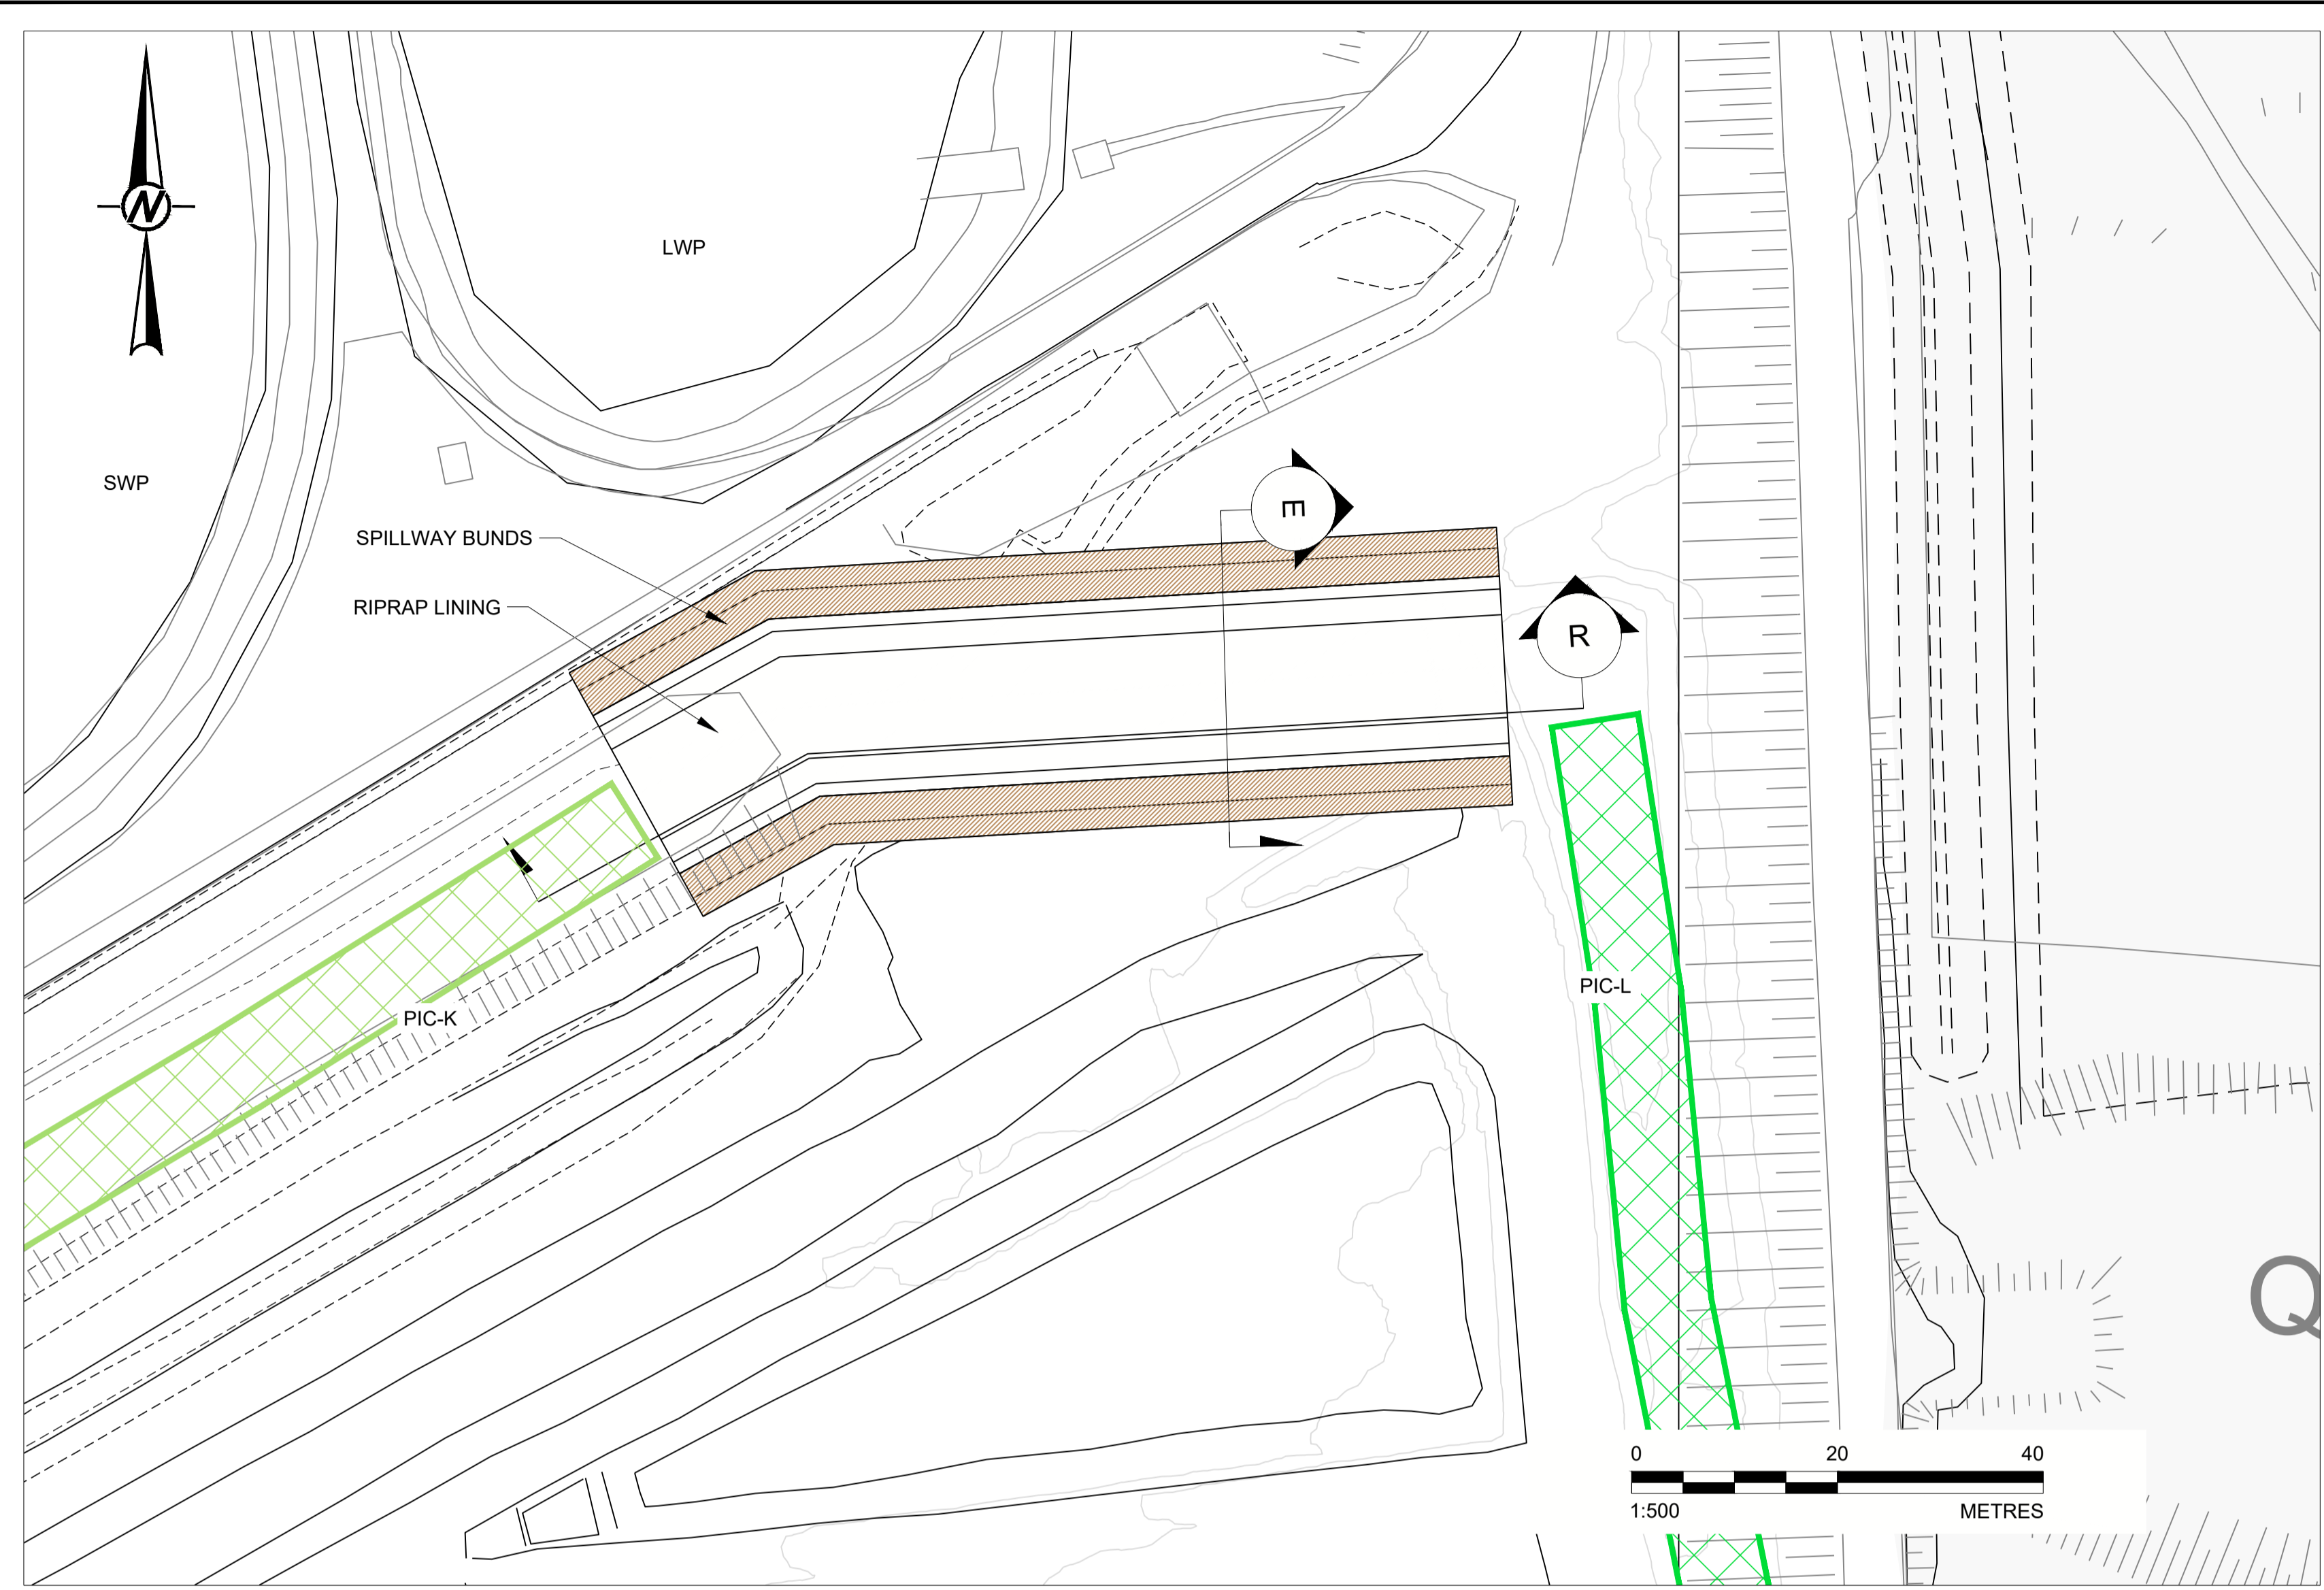 N
LWP
SWP
SPILLWAY BUNDS
E
RIPRAP LINING
R
PIC-L
PIC-K
Q
0 20 40
1:500 METRES